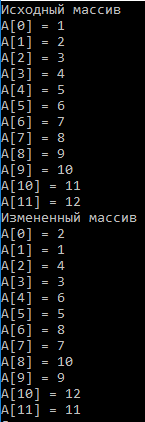 Исходный массив
A[0] = 1
A[1] = 2
A[2] = 3
A[3] = 4
A[4] = 5
A[5] = 6
A[6] = 7
A[7] = 8
A[8] = 9
A[9] = 10
A[10] = 11
A[11] = 12
Измененный массив
A[0] = 2
A[1] = 1
A[2] = 4
A[3] = 3
A[4] = 6
A[5] = 5
A[6] = 8
A[7] = 7
A[8] = 10
A[9] = 9
A[10] = 12
A[11] = 11